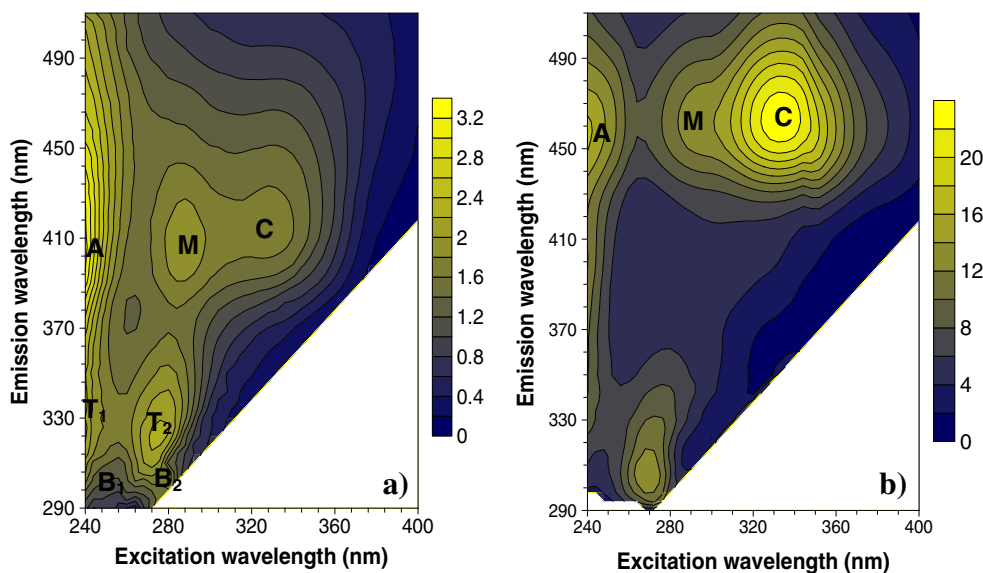 490
450
410
370
330
290
Emission wavelength (nm)
A
M
C
T1
T2
B1
B2
a)
240
280
320
360
400
Excitation wavelength (nm)
3.2
2.8
2.4
2
1.6
1.2
0.8
0.4
0
490
450
410
370
330
290
Emission wavelength (nm)
A
M
C
b)
240
280
320
360
400
Excitation wavelength (nm)
20
16
12
8
4
0